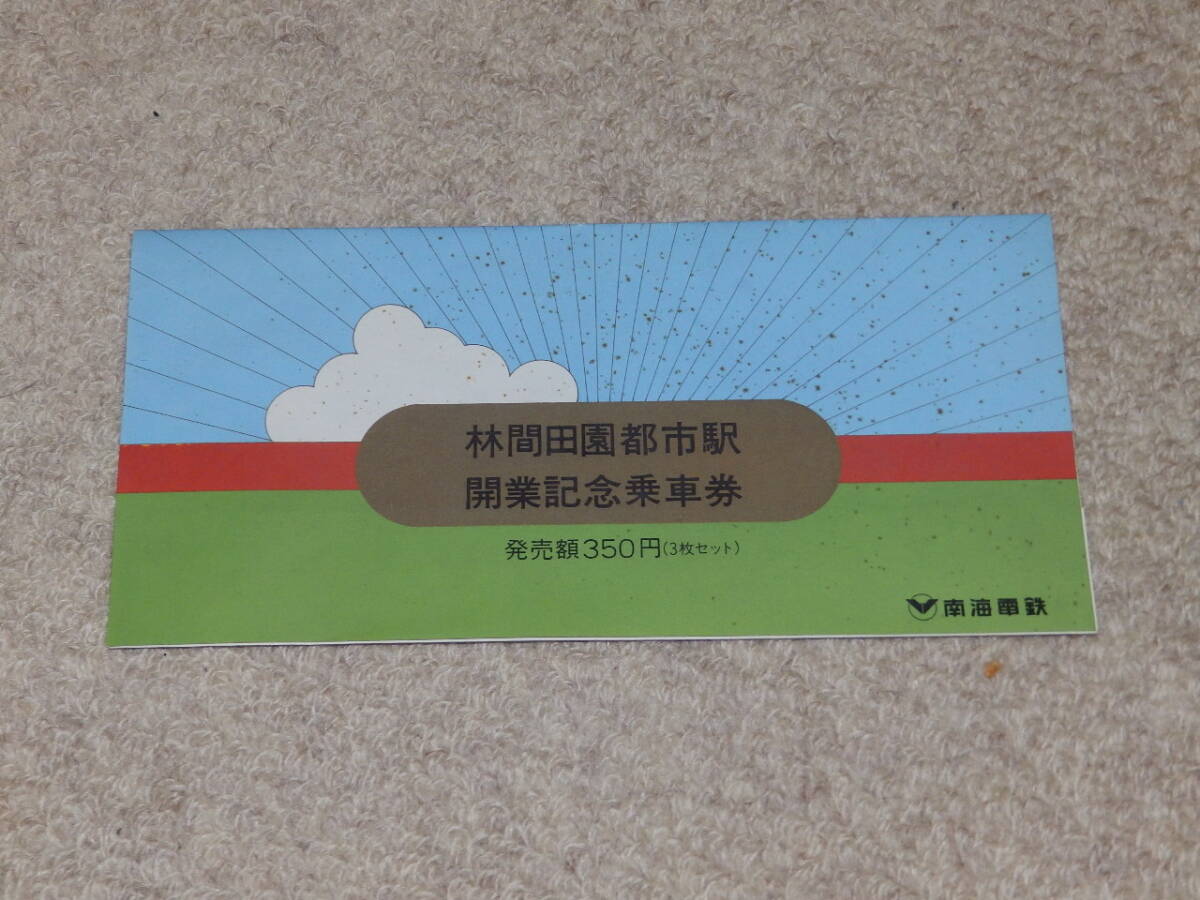 林間田園都市駅
開業記念乗車券
発売額350円(3枚セット)
南海電鉄